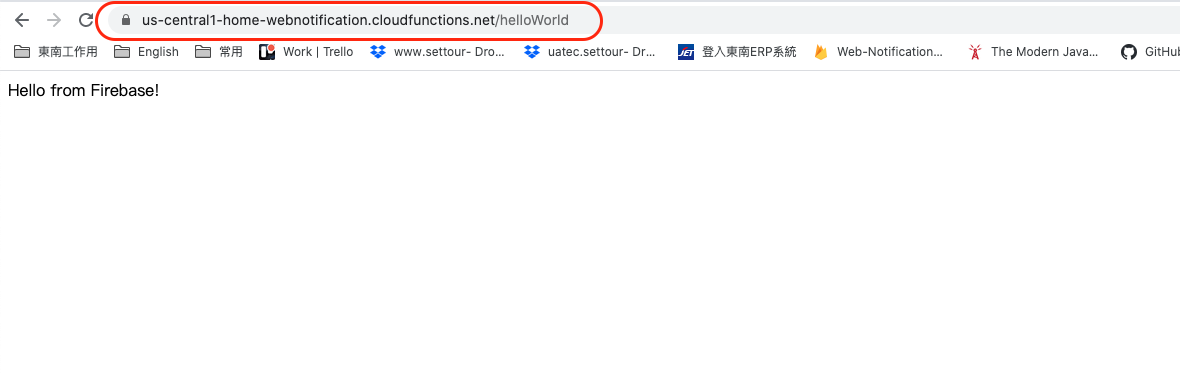 us-central1-home-webnotification.cloudfunctions.net/helloWorld
東南工作用 English 常用 Work | Trello www.settour- Dro... uatec.settour- Dr... JET 登入東南ERP系統 Web-Notification... The Modern Java... GitHu
Hello from Firebase!